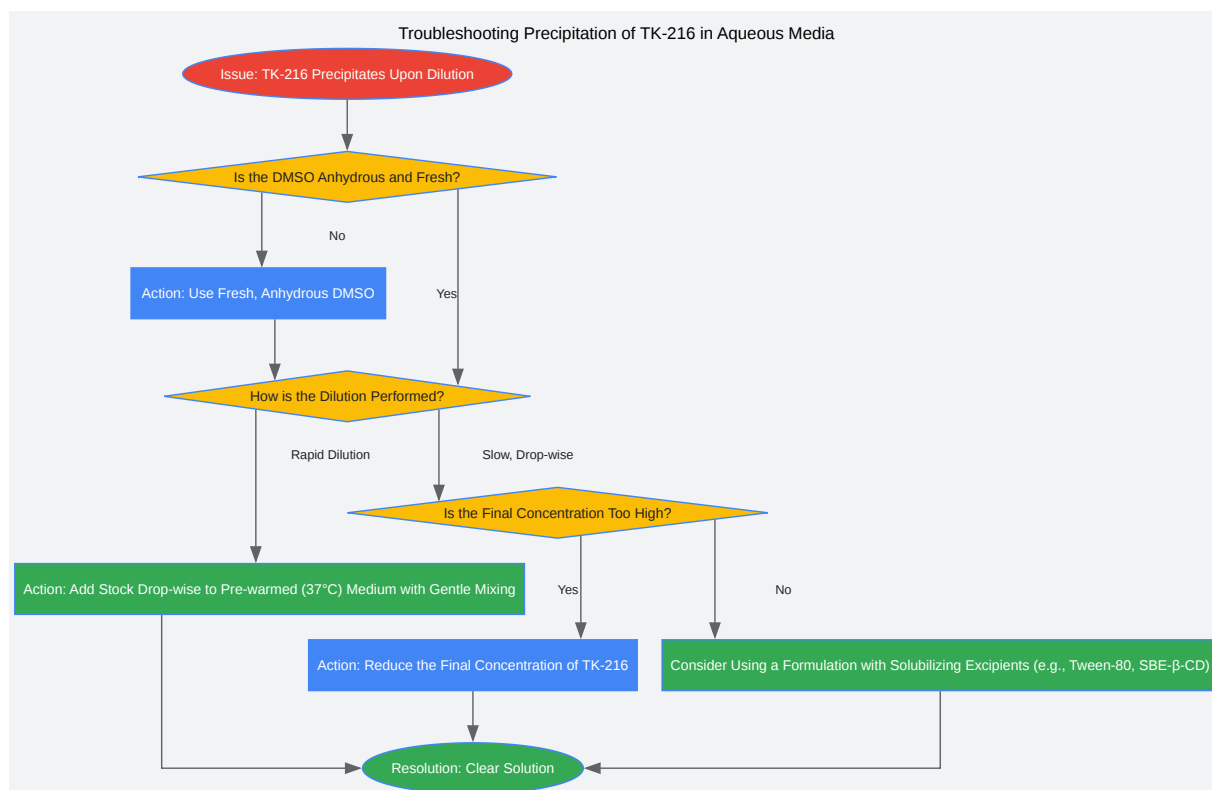 Troubleshooting Precipitation of TK-216 in Aqueous Media
Issue: TK-216 Precipitates Upon Dilution
Is the DMSO Anhydrous and Fresh?
No
Action: Use Fresh, Anhydrous DMSO
Yes
How is the Dilution Performed?
Rapid Dilution
Slow, Drop-wise
Is the Final Concentration Too High?
Action: Add Stock Drop-wise to Pre-warmed (37°C) Medium with Gentle Mixing
Yes
No
Action: Reduce the Final Concentration of TK-216
Consider Using a Formulation with Solubilizing Excipients (e.g., Tween-80, SBE-β-CD)
Resolution: Clear Solution